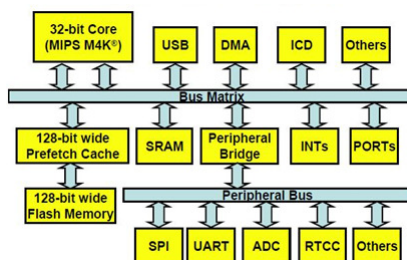 32-bit Core
(MIPS M4K®)
USB
DMA
ICD
Others
Bus Matrix
128-bit wide
Prefetch Cache
SRAM
Peripheral
Bridge
INTs
PORTs
128-bit wide
Flash Memory
Peripheral Bus
SPI
UART
ADC
RTCC
Others